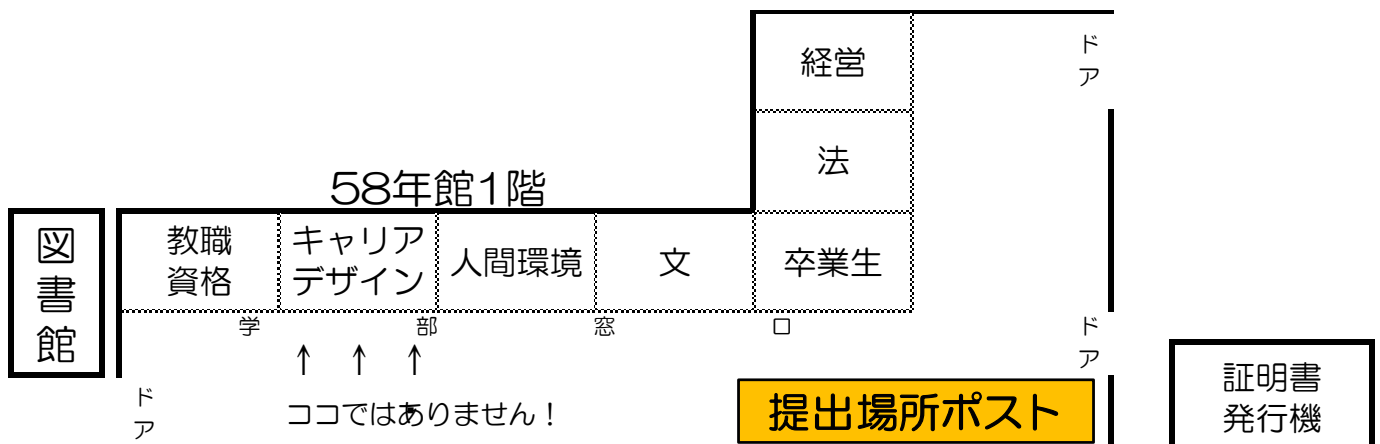 経営
ドア
法
58年館1階
図書館
教職
資格
キャリア
デザイン
人間環境
文
卒業生
学部窓口
ドア
↑ ↑ ↑
ドア
ココではありません！
提出場所ポスト
証明書
発行機